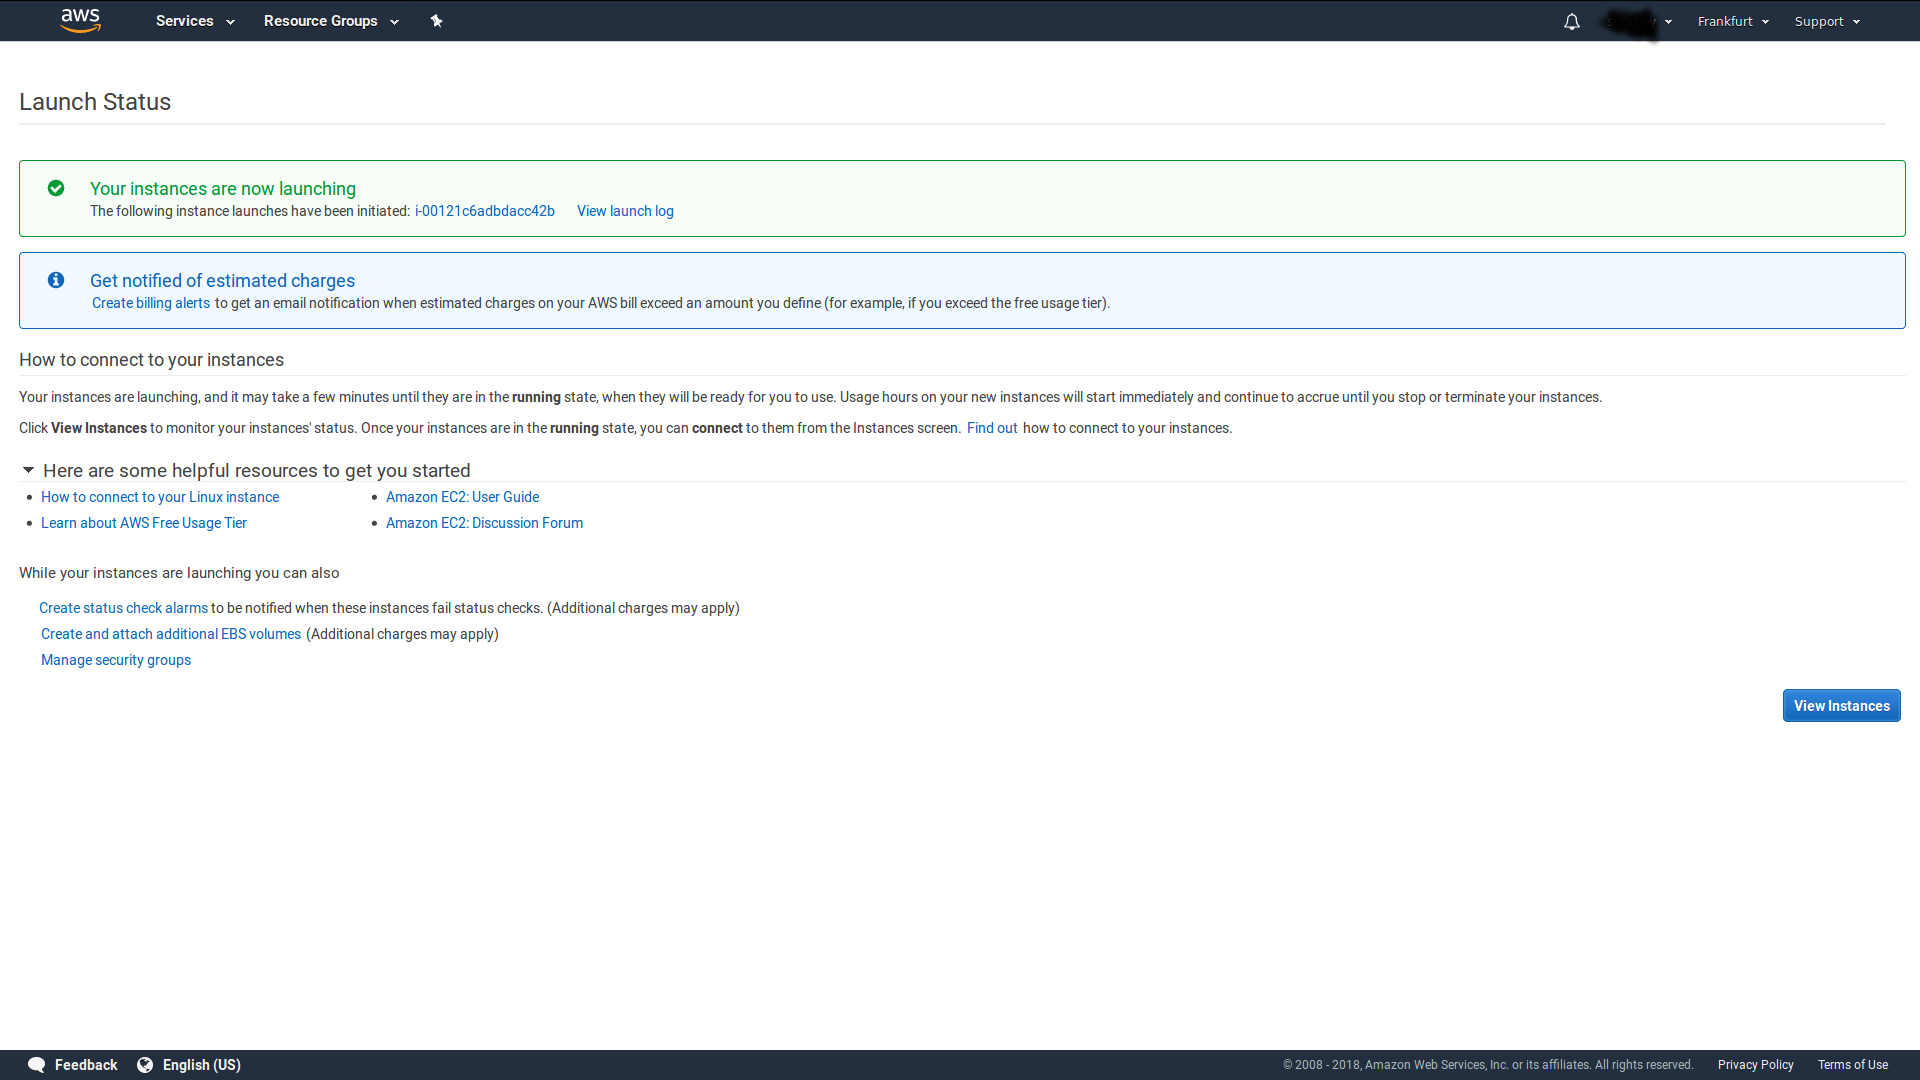 aws Services Resource Groups Frankfurt Support
Launch Status
Your instances are now launching
The following instance launches have been initiated: i-00121c6adbdacc42b View launch log
Get notified of estimated charges
Create billing alerts to get an email notification when estimated charges on your AWS bill exceed an amount you define (for example, if you exceed the free usage tier).
How to connect to your instances
Your instances are launching, and it may take a few minutes until they are in the running state, when they will be ready for you to use. Usage hours on your new instances will start immediately and continue to accrue until you stop or terminate your instances.
Click View Instances to monitor your instances' status. Once your instances are in the running state, you can connect to them from the Instances screen. Find out how to connect to your instances.
Here are some helpful resources to get you started
How to connect to your Linux instance Amazon EC2: User Guide
Learn about AWS Free Usage Tier Amazon EC2: Discussion Forum
While your instances are launching you can also
Create status check alarms to be notified when these instances fail status checks. (Additional charges may apply)
Create and attach additional EBS volumes (Additional charges may apply)
Manage security groups
View Instances
Feedback English (US) © 2008 - 2018, Amazon Web Services, Inc. or its affiliates. All rights reserved. Privacy Policy Terms of Use